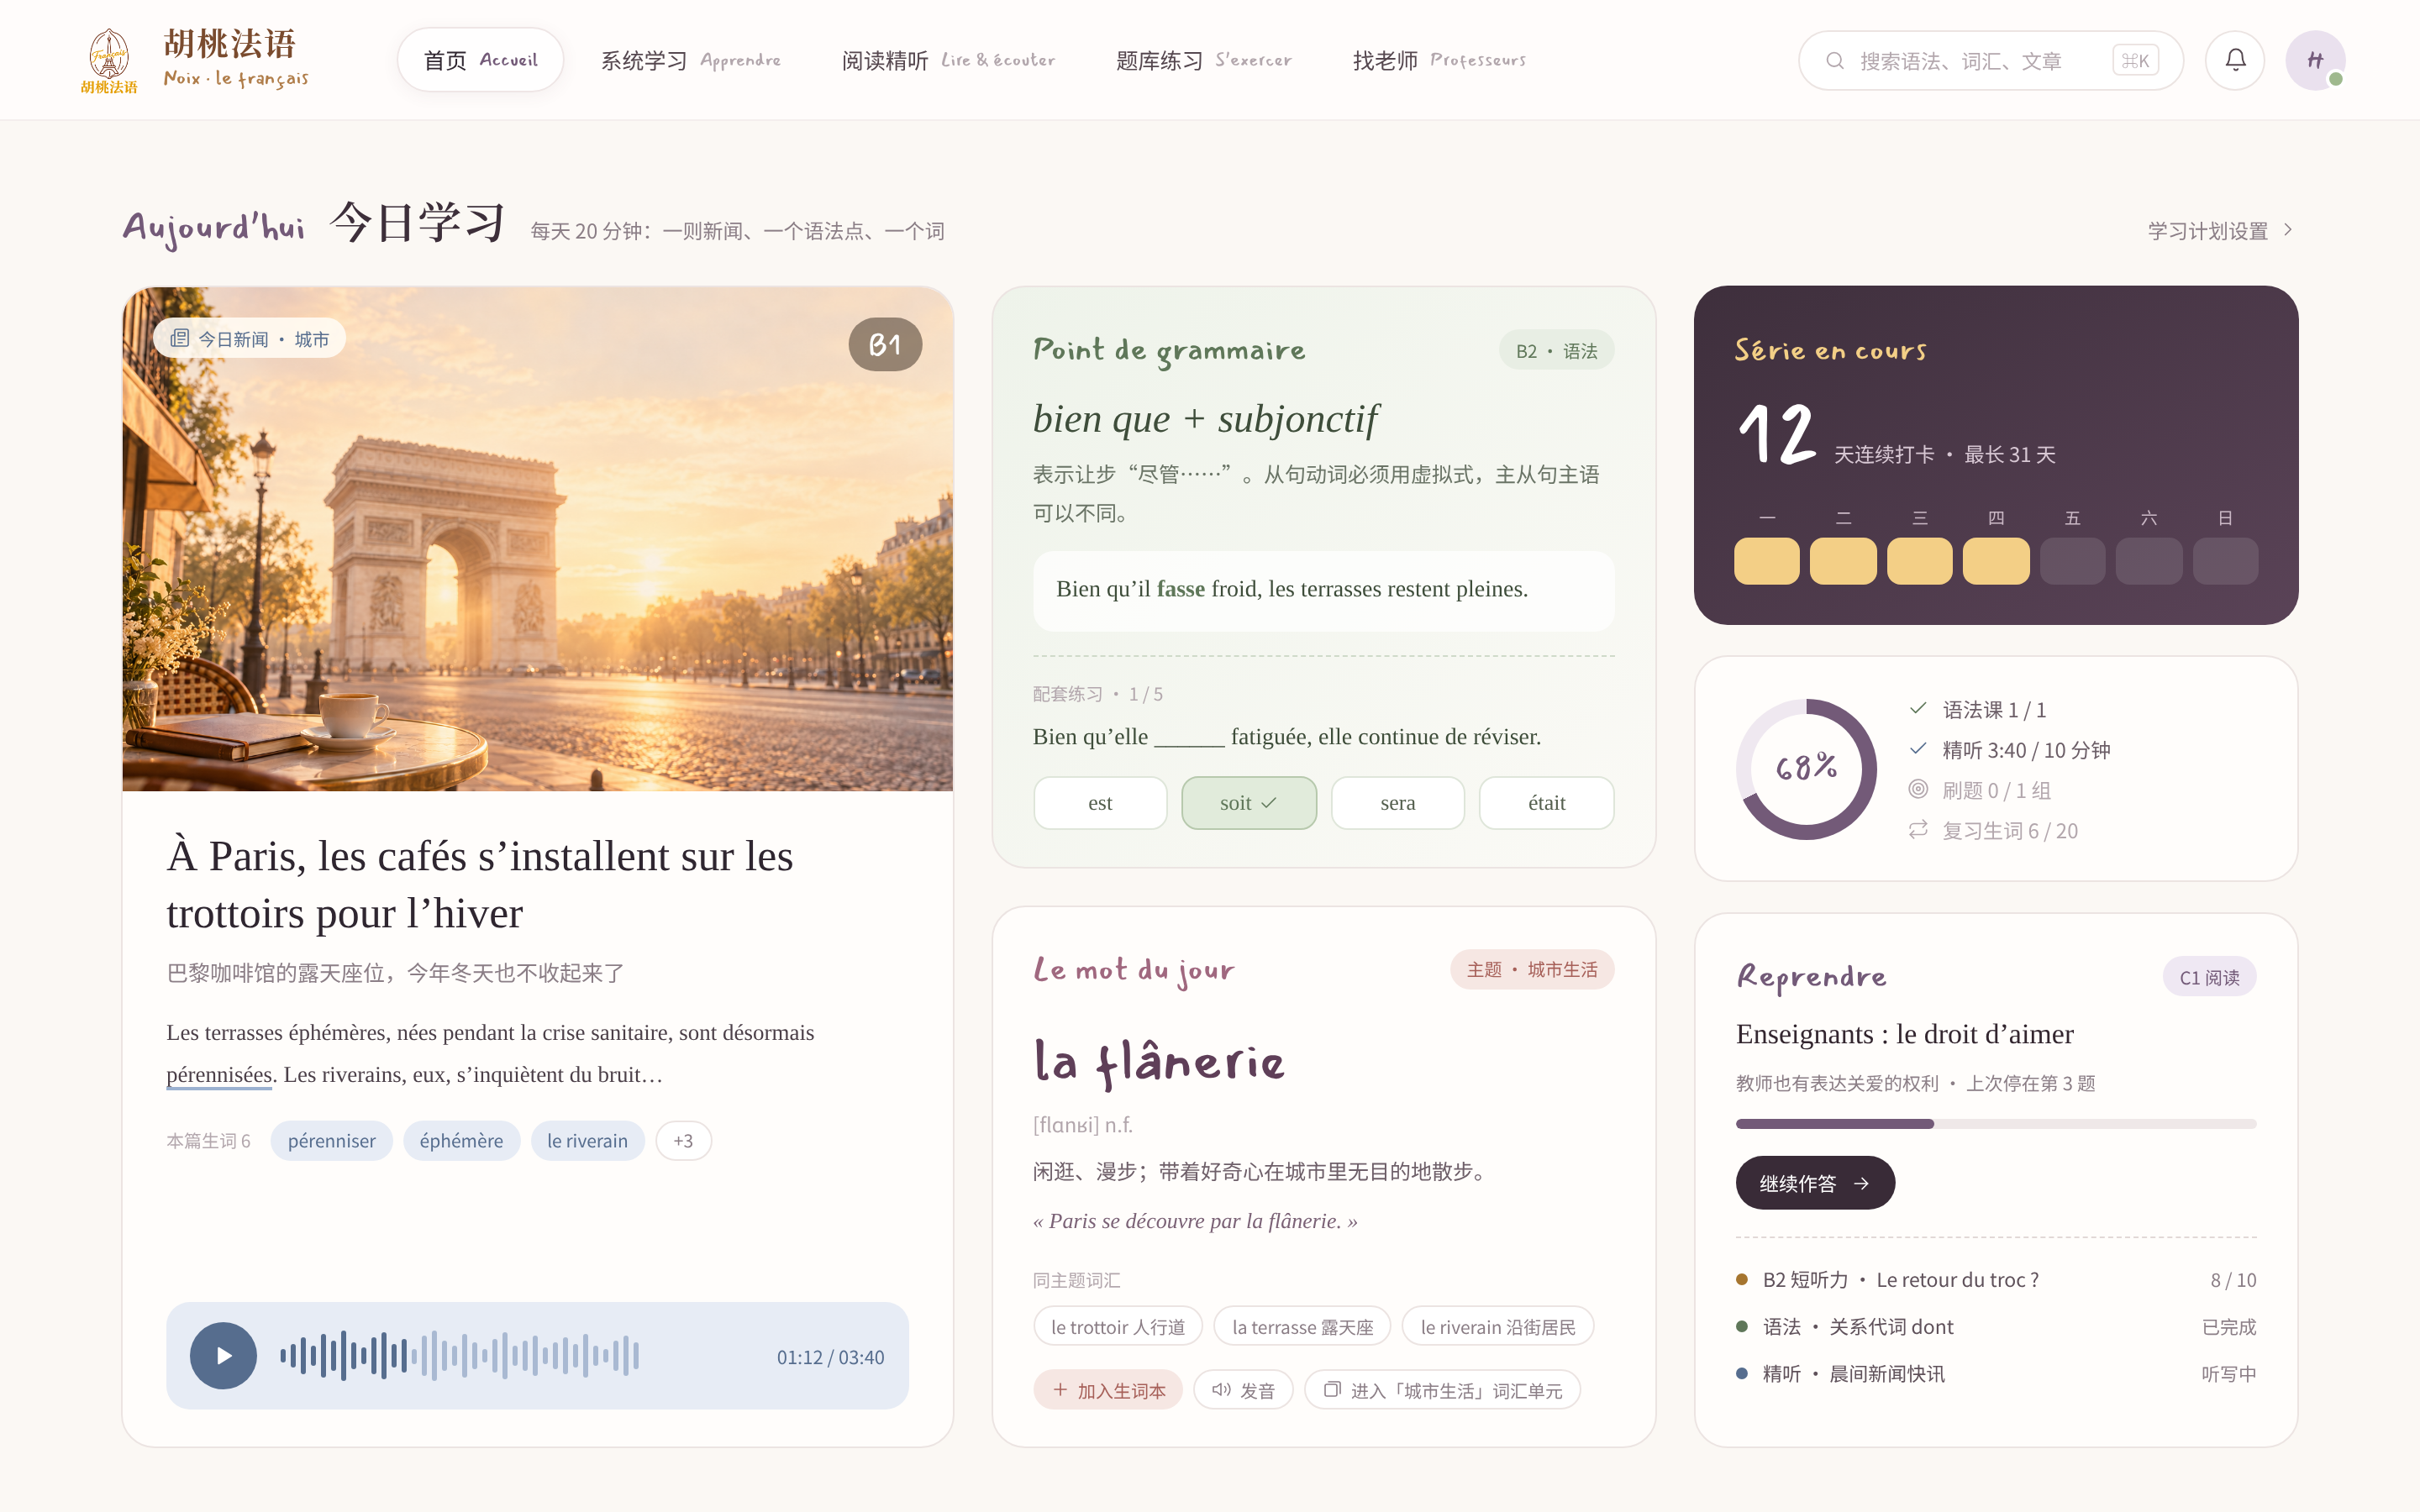 Français
胡桃法语
胡桃法语
Noix · le français
首页 Accueil
系统学习 Apprendre
阅读精听 Lire & écouter
题库练习 S'exercer
找老师 Professeurs
搜索语法、词汇、文章 ⌘K
H
Aujourd'hui 今日学习 每天 20 分钟：一则新闻、一个语法点、一个词
学习计划设置
今日新闻 · 城市
B1
À Paris, les cafés s’installent sur les
trottoirs pour l’hiver
巴黎咖啡馆的露天座位，今年冬天也不收起来了
Les terrasses éphémères, nées pendant la crise sanitaire, sont désormais
pérennisées. Les riverains, eux, s’inquiètent du bruit…
本篇生词 6 pérenniser éphémère le riverain +3
01:12 / 03:40
Point de grammaire
B2 · 语法
bien que + subjonctif
表示让步“尽管……”。从句动词必须用虚拟式，主从句主语
可以不同。
Bien qu’il fasse froid, les terrasses restent pleines.
配套练习 · 1 / 5
Bien qu’elle ______ fatiguée, elle continue de réviser.
est soit sera était
Le mot du jour
主题 · 城市生活
la flânerie
[flɑnʁi] n.f.
闲逛、漫步；带着好奇心在城市里无目的地散步。
« Paris se découvre par la flânerie. »
同主题词汇
le trottoir 人行道 la terrasse 露天座 le riverain 沿街居民
加入生词本 发音 进入「城市生活」词汇单元
Série en cours
12 天连续打卡 · 最长 31 天
一 二 三 四 五 六 日
68%
语法课 1 / 1
精听 3:40 / 10 分钟
刷题 0 / 1 组
复习生词 6 / 20
Reprendre
C1 阅读
Enseignants : le droit d’aimer
教师也有表达关爱的权利 · 上次停在第 3 题
继续作答
B2 短听力 · Le retour du troc ? 8 / 10
语法 · 关系代词 dont 已完成
精听 · 晨间新闻快讯 听写中